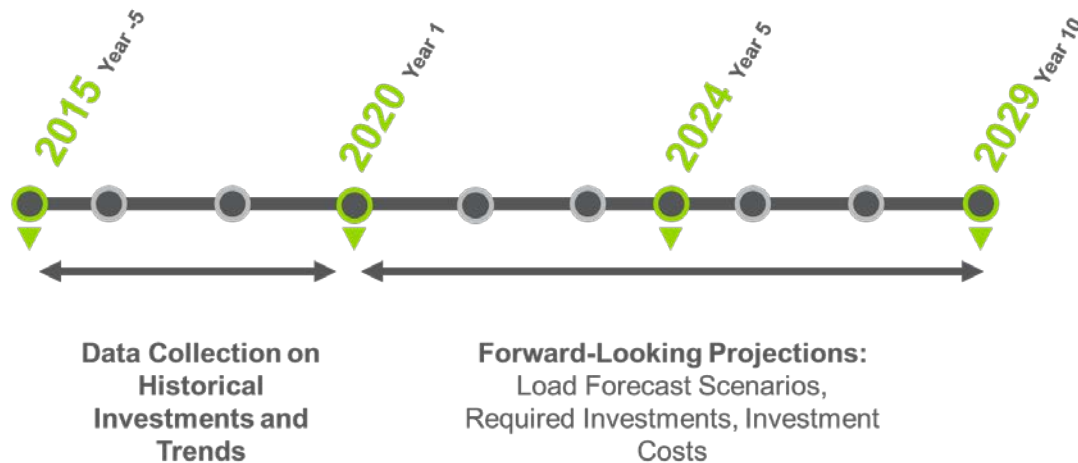 2015 Year -5
2020 Year 1
2024 Year 5
2029 Year 10
Data Collection on
Historical
Investments and
Trends
Forward-Looking Projections:
Load Forecast Scenarios,
Required Investments, Investment
Costs